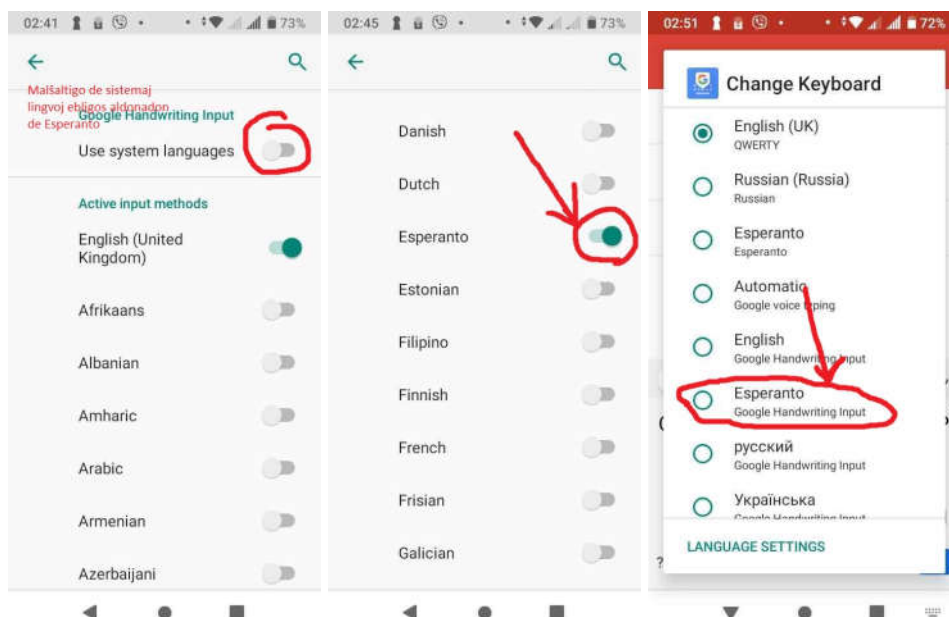 02:41
73%
Malŝaltigo de sistemaj
lingvoj ebligos aldonadon
de Esperanto
Google Handwriting Input
Use system languages
Active input methods
English (United
Kingdom)
Afrikaans
Albanian
Amharic
Arabic
Armenian
Azerbaijani
02:45
73%
Danish
Dutch
Esperanto
Estonian
Filipino
Finnish
French
Frisian
Galician
02:51
72%
Change Keyboard
English (UK)
QWERTY
Russian (Russia)
Russian
Esperanto
Esperanto
Automatic
Google voice typing
English
Google Handwriting Input
Esperanto
Google Handwriting Input
русский
Google Handwriting Input
Українська
Google Handwriting Input
LANGUAGE SETTINGS
?